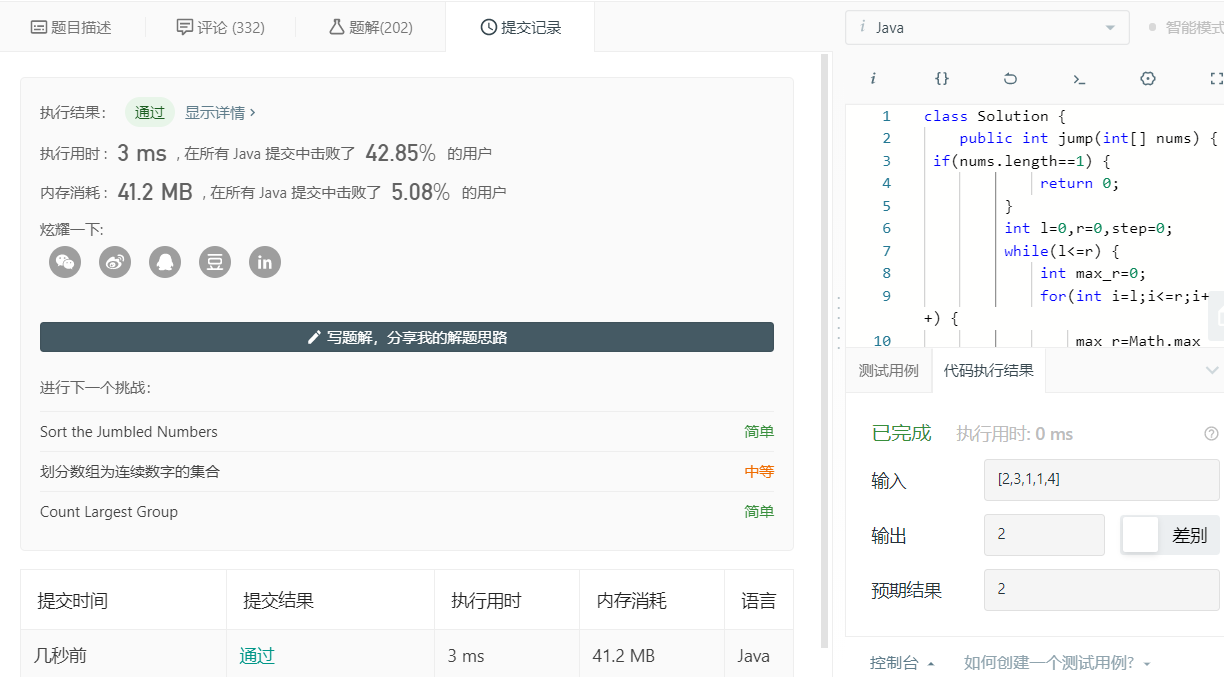 题目描述
评论 (332)
题解(202)
提交记录
执行结果：
通过
显示详情 ›
执行用时 : 3 ms , 在所有 Java 提交中击败了 42.85% 的用户
内存消耗 : 41.2 MB , 在所有 Java 提交中击败了 5.08% 的用户
炫耀一下:
豆
in
写题解，分享我的解题思路
进行下一个挑战：
Sort the Jumbled Numbers
简单
划分数组为连续数字的集合
中等
Count Largest Group
简单
提交时间
提交结果
执行用时
内存消耗
语言
几秒前
通过
3 ms
41.2 MB
Java
i Java
智能模式
i
{}
>_
1 class Solution {
2 public int jump(int[] nums) {
3 if(nums.length==1) {
4 return 0;
5 }
6 int l=0,r=0,step=0;
7 while(l<=r) {
8 int max_r=0;
9 for(int i=l;i<=r;i+
+) {
10 max_r=Math.max
测试用例
代码执行结果
已完成
执行用时: 0 ms
?
输入
[2,3,1,1,4]
输出
2
差别
预期结果
2
控制台
如何创建一个测试用例?